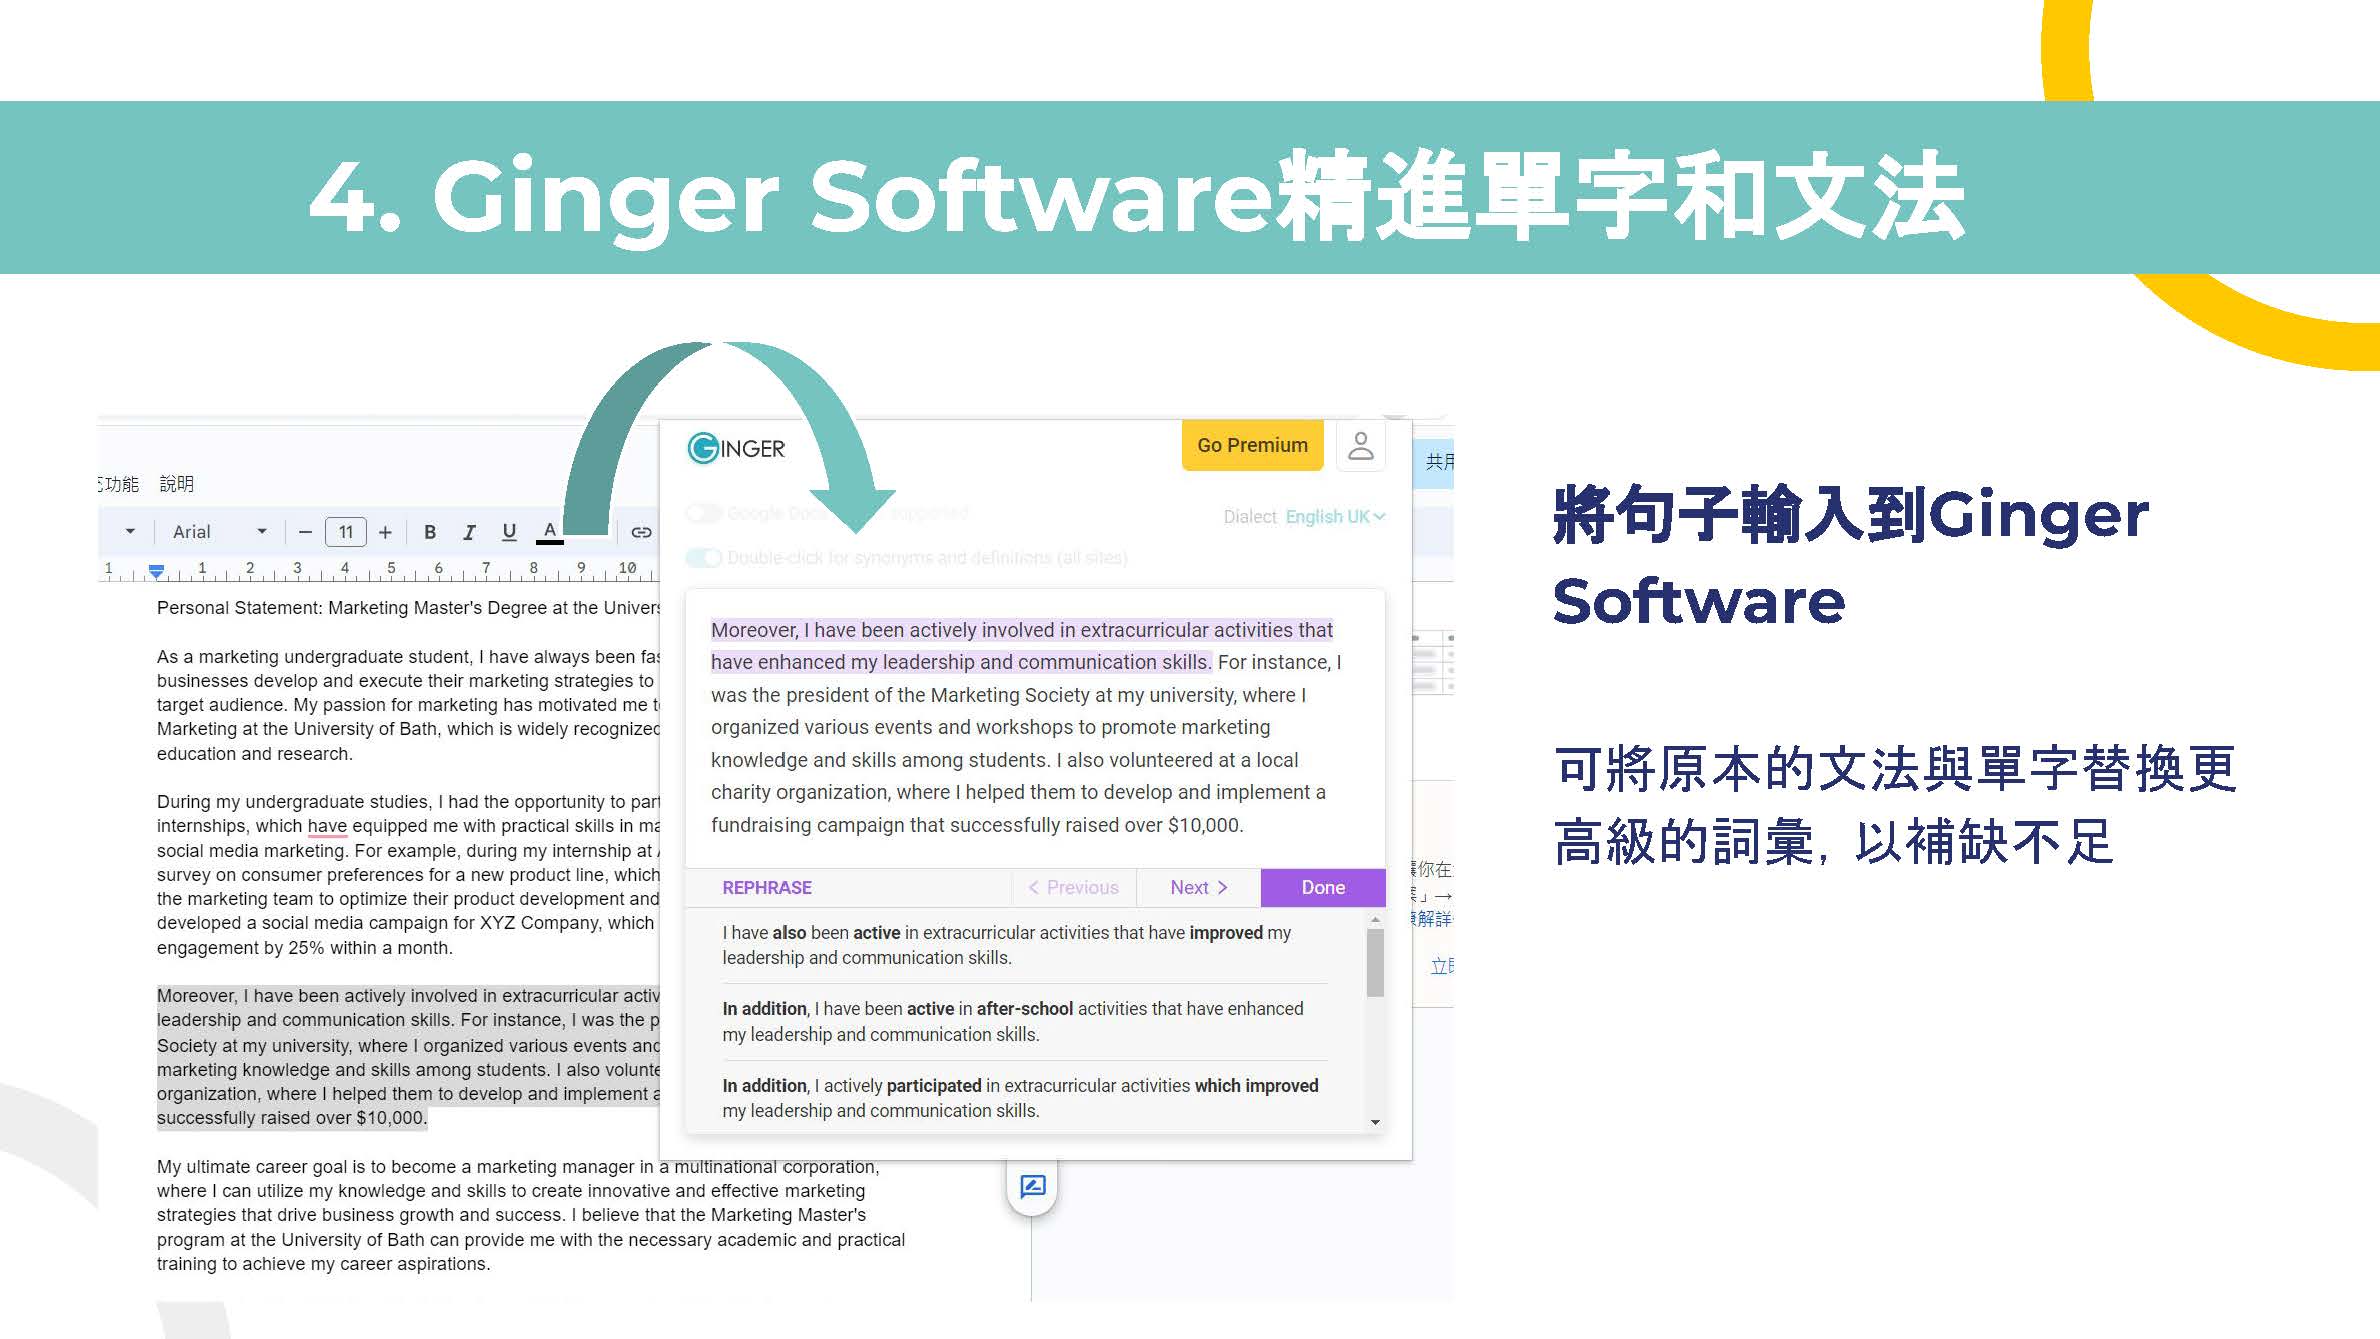 4. Ginger Software精進單字和文法
功能 說明
Arial
11
B I U A
1 1 2 3 4 5 6 7 8 9 10
Personal Statement: Marketing Master's Degree at the
As a marketing undergraduate student, I have always been
businesses develop and execute their marketing strategies to
target audience. My passion for marketing has motivated me
Marketing at the University of Bath, which is widely
education and research.
During my undergraduate studies, I had the opportunity to
internships, which have equipped me with practical skills in
social media marketing. For example, during my internship at
survey on consumer preferences for a new product line, which
the marketing team to optimize their product development and
developed a social media campaign for XYZ Company, which
engagement by 25% within a month.
Moreover, I have been actively involved in extracurricular
leadership and communication skills. For instance, I was the
Society at my university, where I organized various events and
marketing knowledge and skills among students. I also
organization, where I helped them to develop and implement a
successfully raised over $10,000.
My ultimate career goal is to become a marketing manager in a multinational corporation,
where I can utilize my knowledge and skills to create innovative and effective marketing
strategies that drive business growth and success. I believe that the Marketing Master's
program at the University of Bath can provide me with the necessary academic and practical
training to achieve my career aspirations.
GINGER
Go Premium
Google supported
Dialect English UK
Double-click for synonyms and definitions (all sites)
Moreover, I have been actively involved in extracurricular activities that
have enhanced my leadership and communication skills. For instance, I
was the president of the Marketing Society at my university, where I
organized various events and workshops to promote marketing
knowledge and skills among students. I also volunteered at a local
charity organization, where I helped them to develop and implement a
fundraising campaign that successfully raised over $10,000.
REPHRASE < Previous Next > Done
I have also been active in extracurricular activities that have improved my
leadership and communication skills.
In addition, I have been active in after-school activities that have enhanced
my leadership and communication skills.
In addition, I actively participated in extracurricular activities which improved
my leadership and communication skills.
共用
你在
」→
解詳
立
將句子輸入到Ginger
Software
可將原本的文法與單字替換更
高級的詞彙, 以補缺不足